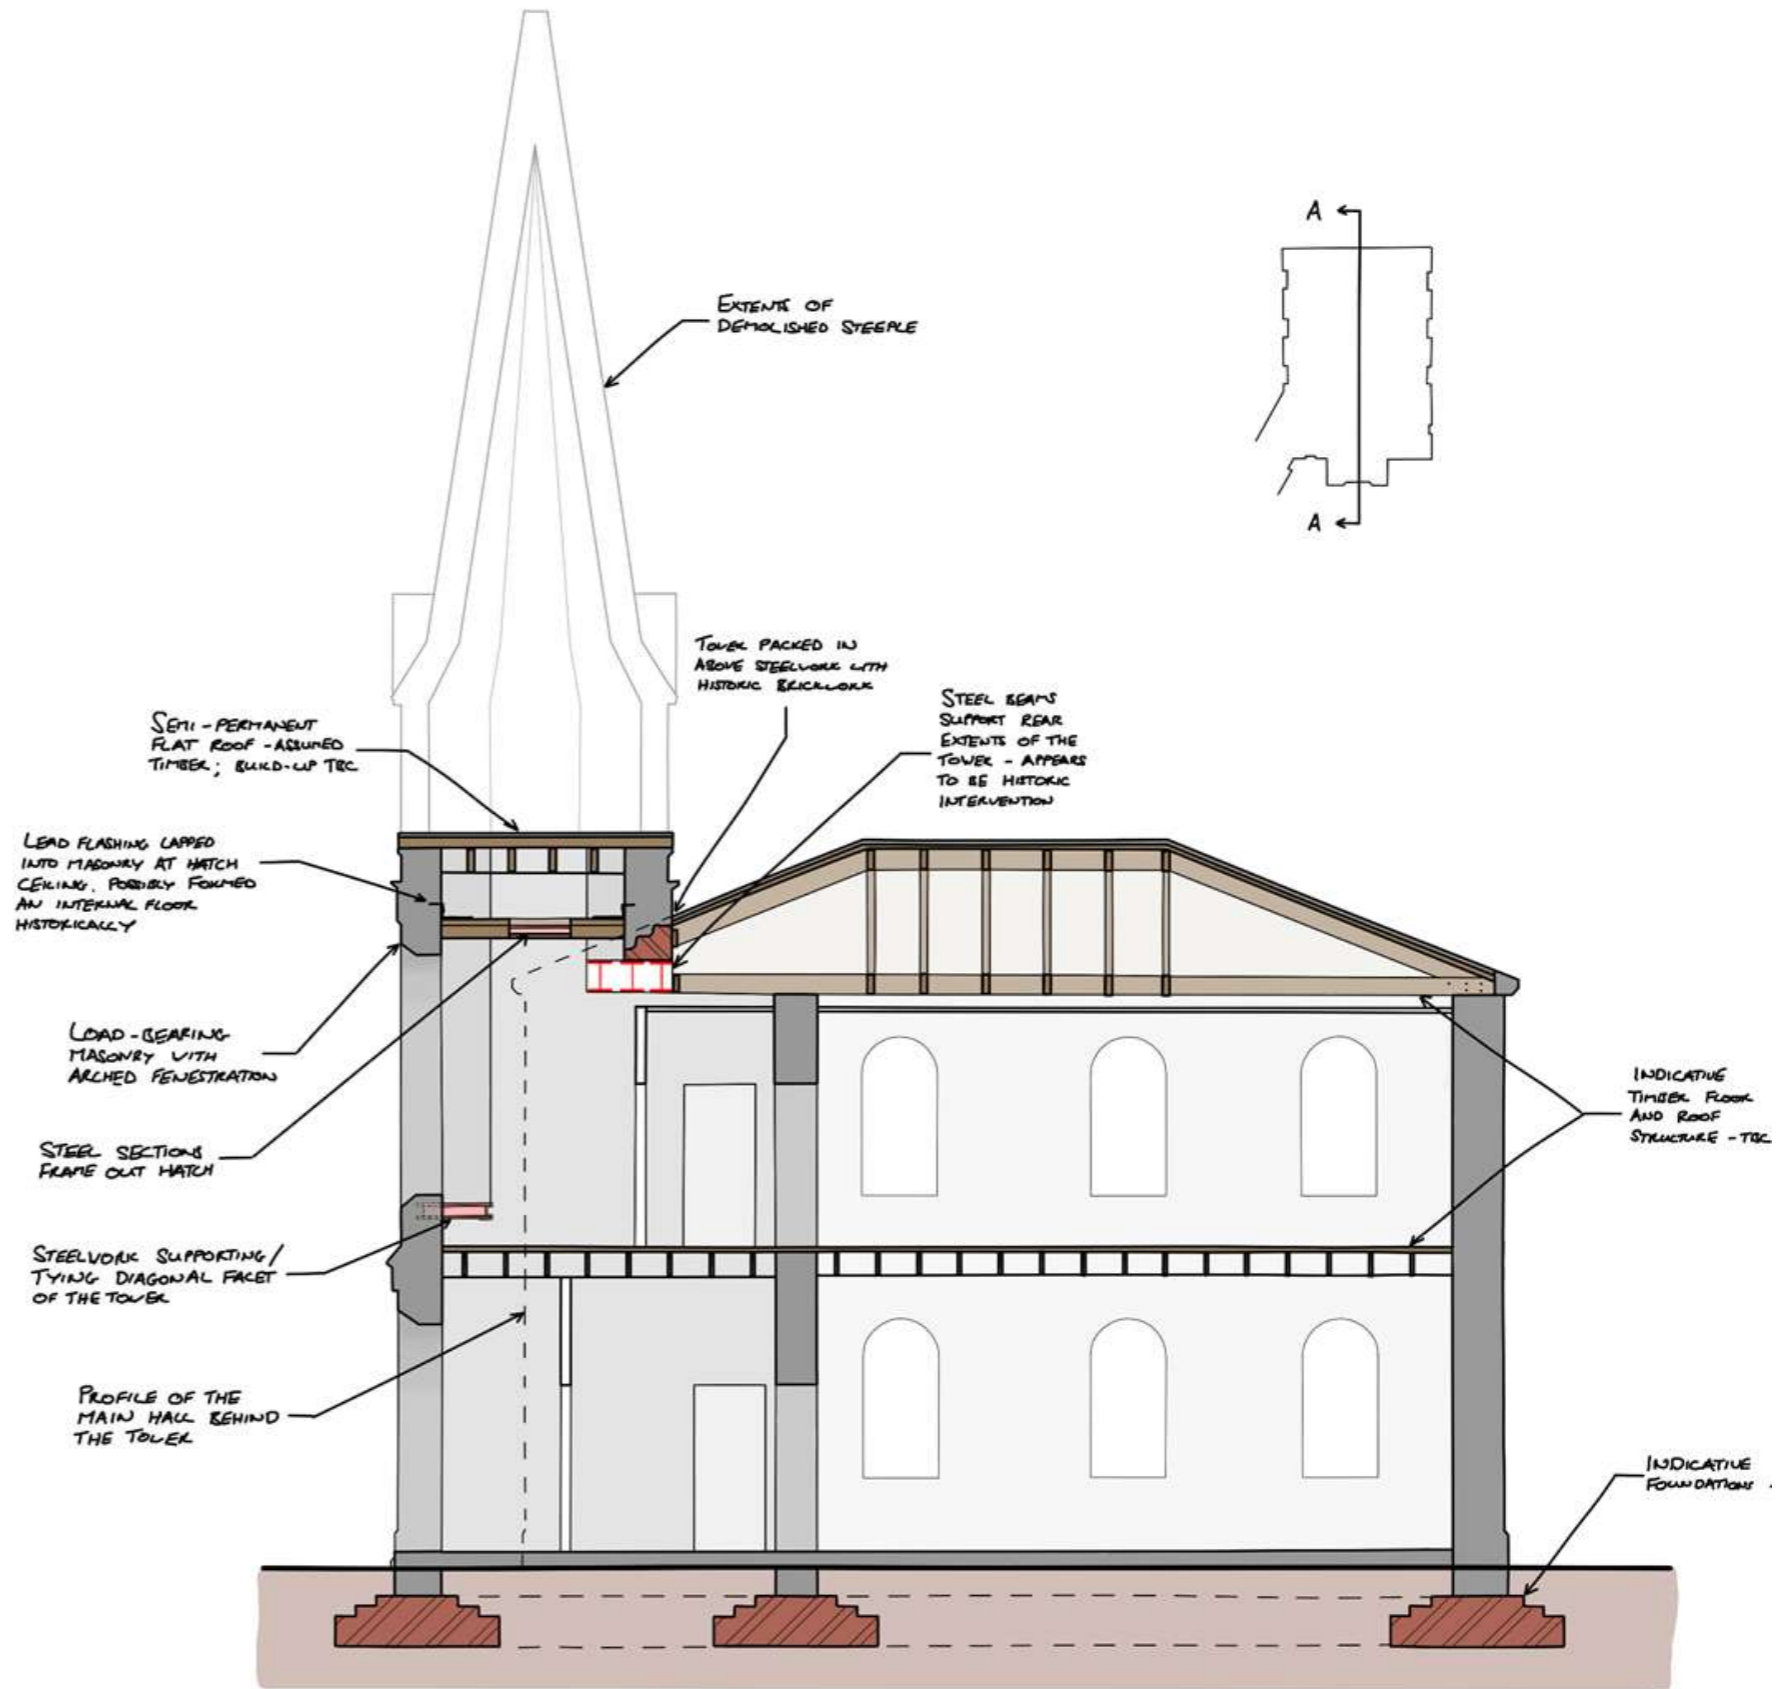 A
A
EXTENTS OF
DEMOLISHED STEEPLE
TOWER PACKED IN
ABOVE STEELWORK WITH
HISTORIC BRICKWORK
STEEL BEAMS
SUPPORT REAR
EXTENTS OF THE
TOWER - APPEARS
TO BE HISTORIC
INTERVENTION
SEMI-PERMANENT
FLAT ROOF - ASSUMED
TIMBER; BUILD-UP TBC
LEAD FLASHING LAPPED
INTO MASONRY AT HATCH
CEILING. POSSIBLY FORMED
AN INTERNAL FLOOR
HISTORICALLY
LOAD-BEARING
MASONRY WITH
ARCHED FENESTRATION
STEEL SECTIONS
FRAME OUT HATCH
STEELWORK SUPPORTING/
TYING DIAGONAL FACET
OF THE TOWER
PROFILE OF THE
MAIN HALL BEHIND
THE TOWER
INDICATIVE
TIMBER FLOOR
AND ROOF
STRUCTURE - TBC
INDICATIVE
FOUNDATIONS